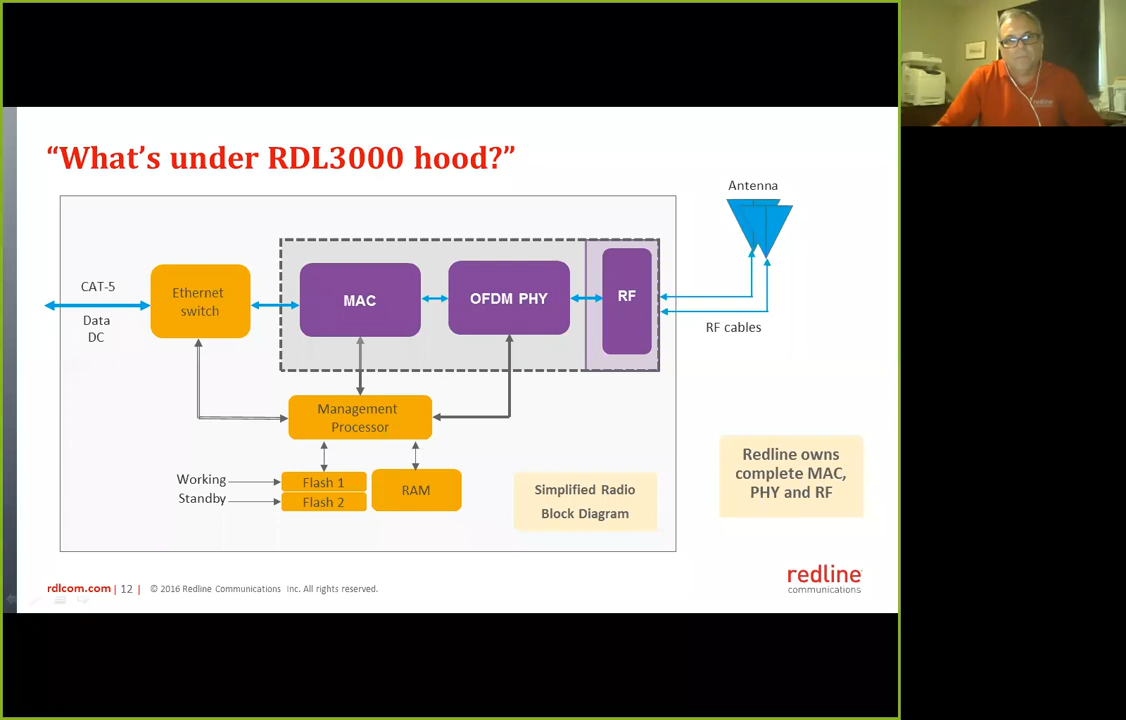 “What’s under RDL3000 hood?”
Antenna
CAT-5
Data
DC
Ethernet
switch
MAC
OFDM PHY
RF
RF cables
Management
Processor
Working
Standby
Flash 1
Flash 2
RAM
Simplified Radio
Block Diagram
Redline owns
complete MAC,
PHY and RF
rdlcom.com | 12 | © 2016 Redline Communications Inc. All rights reserved.
redline
communications
redline